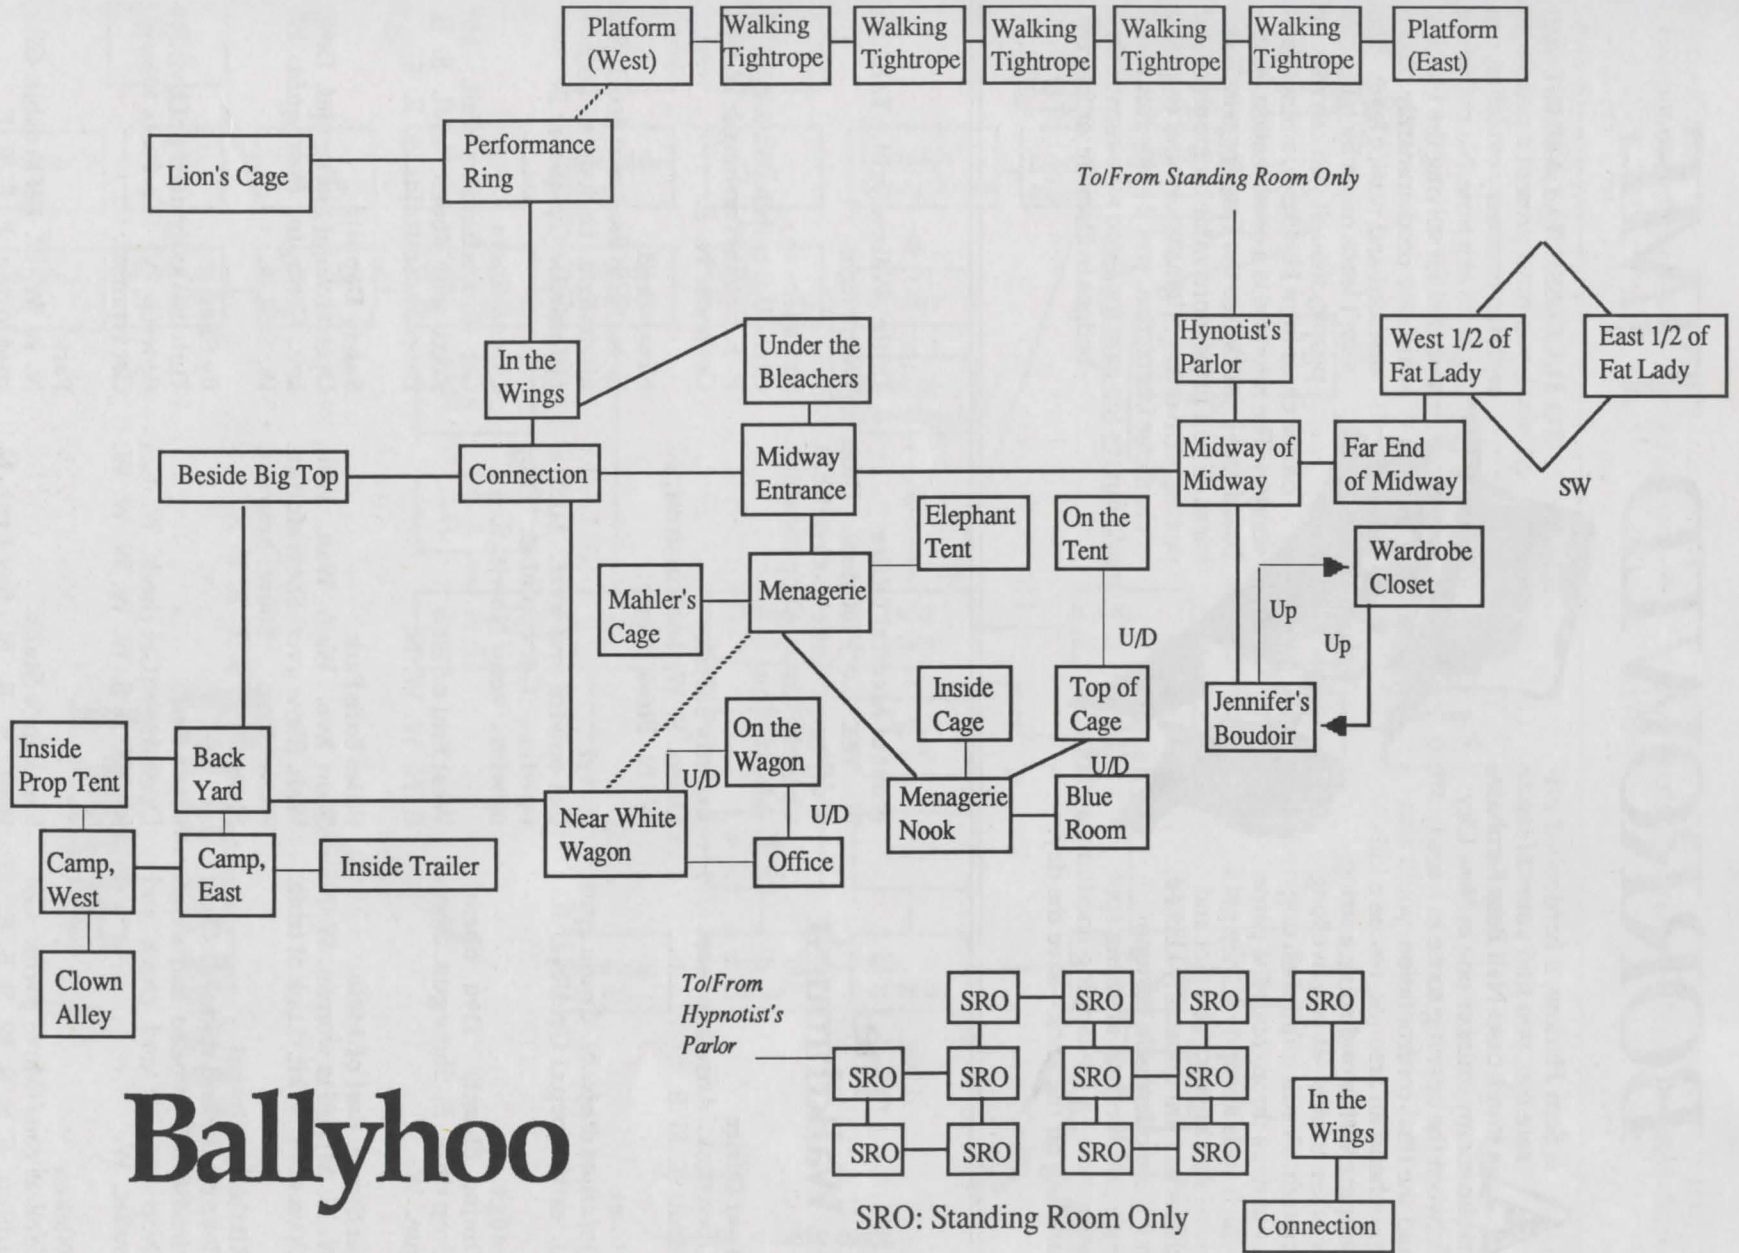 Platform
(West)
Walking
Tightrope
Walking
Tightrope
Walking
Tightrope
Walking
Tightrope
Walking
Tightrope
Platform
(East)
Lion's Cage
Performance
Ring
To/From Standing Room Only
In the
Wings
Under the
Bleachers
Hynotist's
Parlor
West 1/2 of
Fat Lady
East 1/2 of
Fat Lady
Beside Big Top
Connection
Midway
Entrance
Midway of
Midway
Far End
of Midway
SW
Elephant
Tent
On the
Tent
Wardrobe
Closet
Mahler's
Cage
Menagerie
Up
U/D
Up
Inside
Cage
Top of
Cage
Jennifer's
Boudoir
Inside
Prop Tent
Back
Yard
On the
Wagon
U/D
U/D
Near White
Wagon
Menagerie
Nook
Blue
Room
U/D
Camp,
West
Camp,
East
Inside Trailer
Office
Clown
Alley
To/From
Hypnotist's
Parlor
SRO
SRO
SRO
SRO
SRO
SRO
SRO
SRO
SRO
SRO
SRO
SRO
In the
Wings
Connection
SRO: Standing Room Only
Ballyhoo